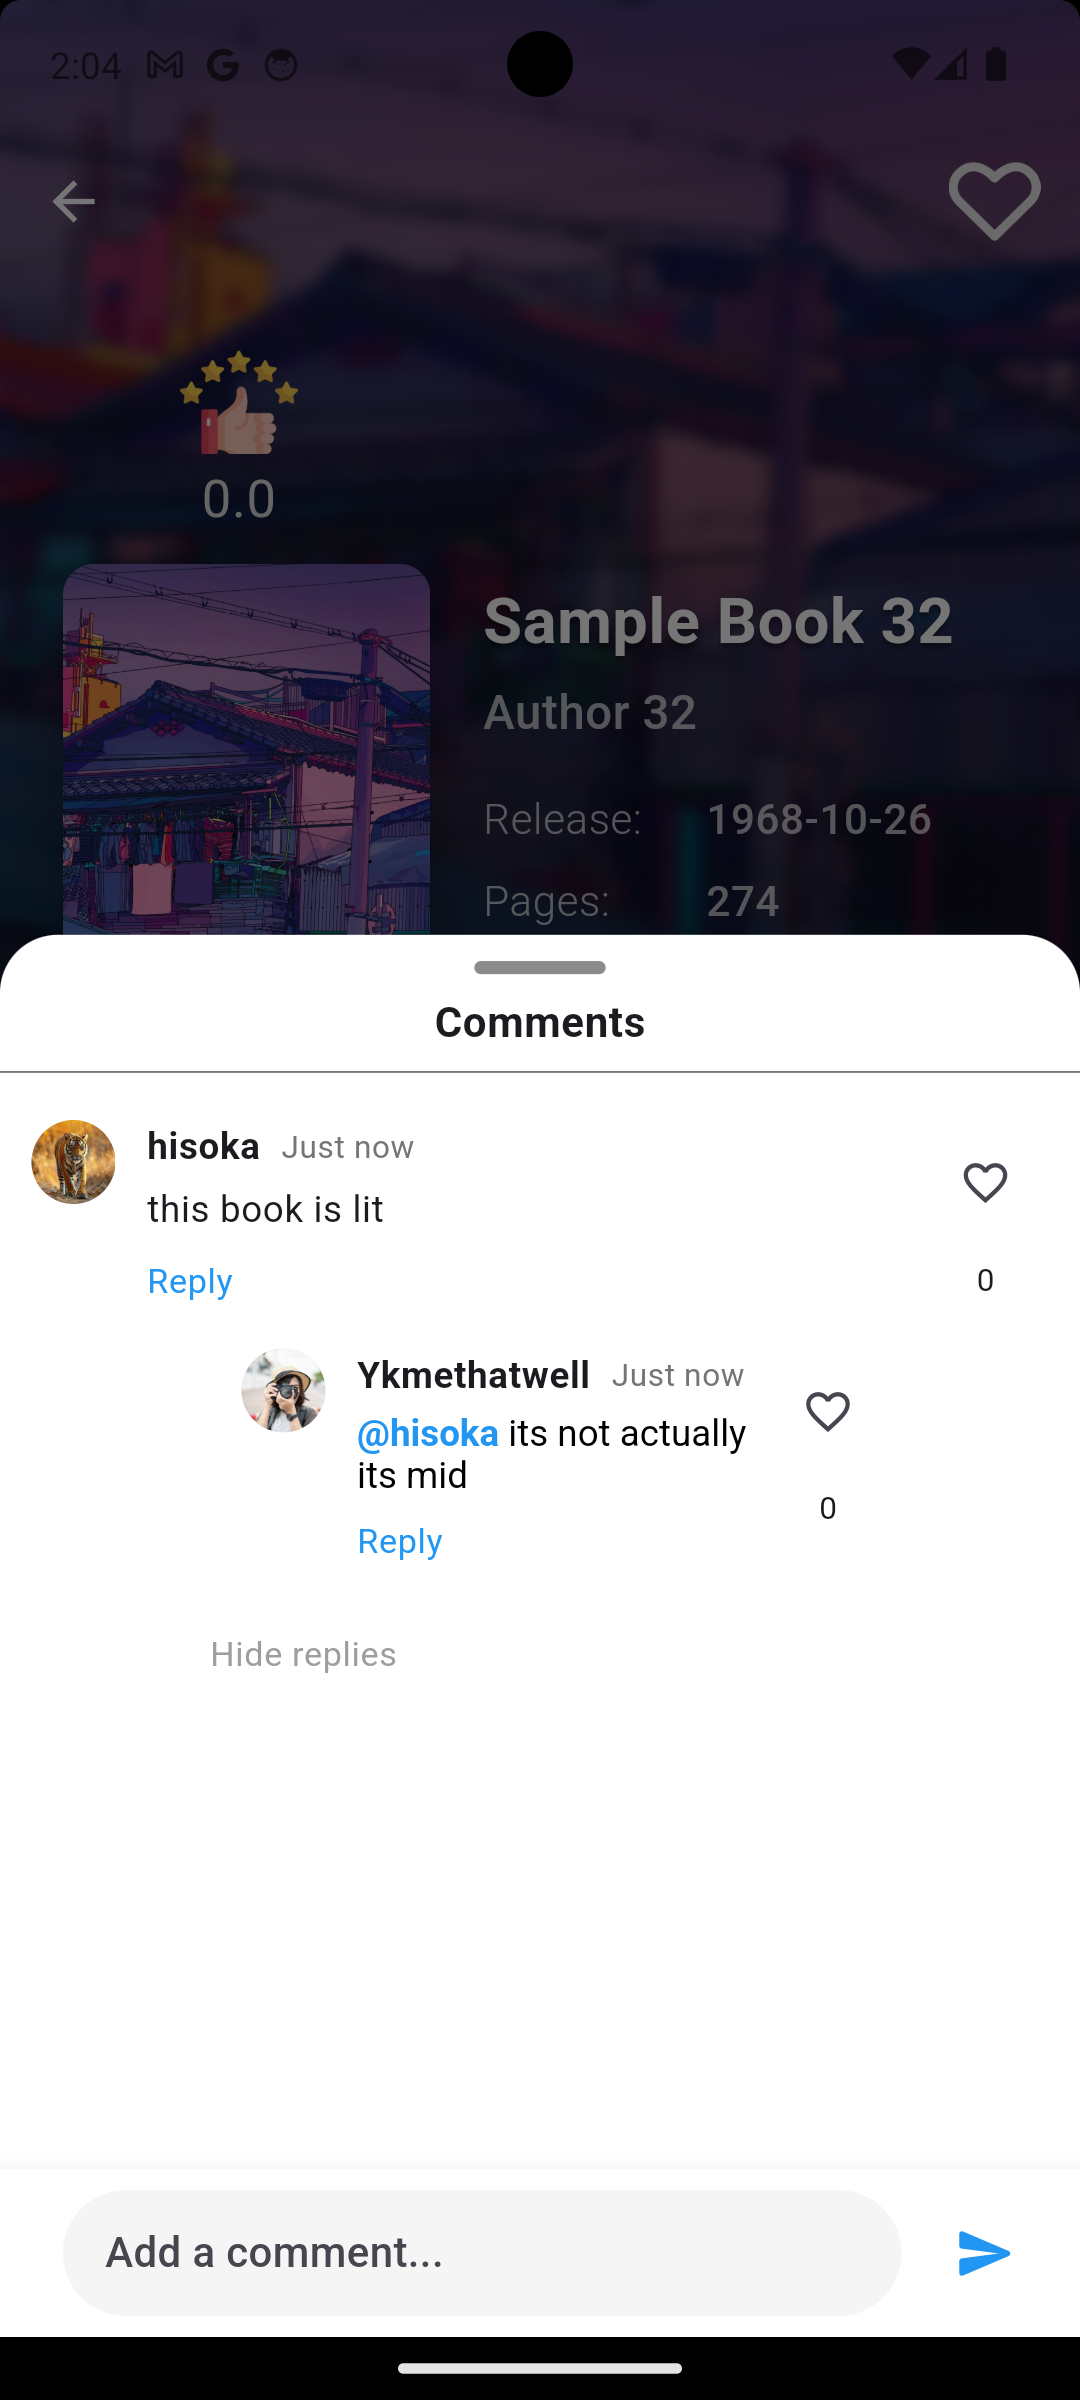 2:04
0.0
Sample Book 32
Author 32
Release: 1968-10-26
Pages: 274
Comments
hisoka Just now
this book is lit
Reply
0
Ykmethatwell Just now
@hisoka its not actually
its mid
0
Reply
Hide replies
Add a comment...